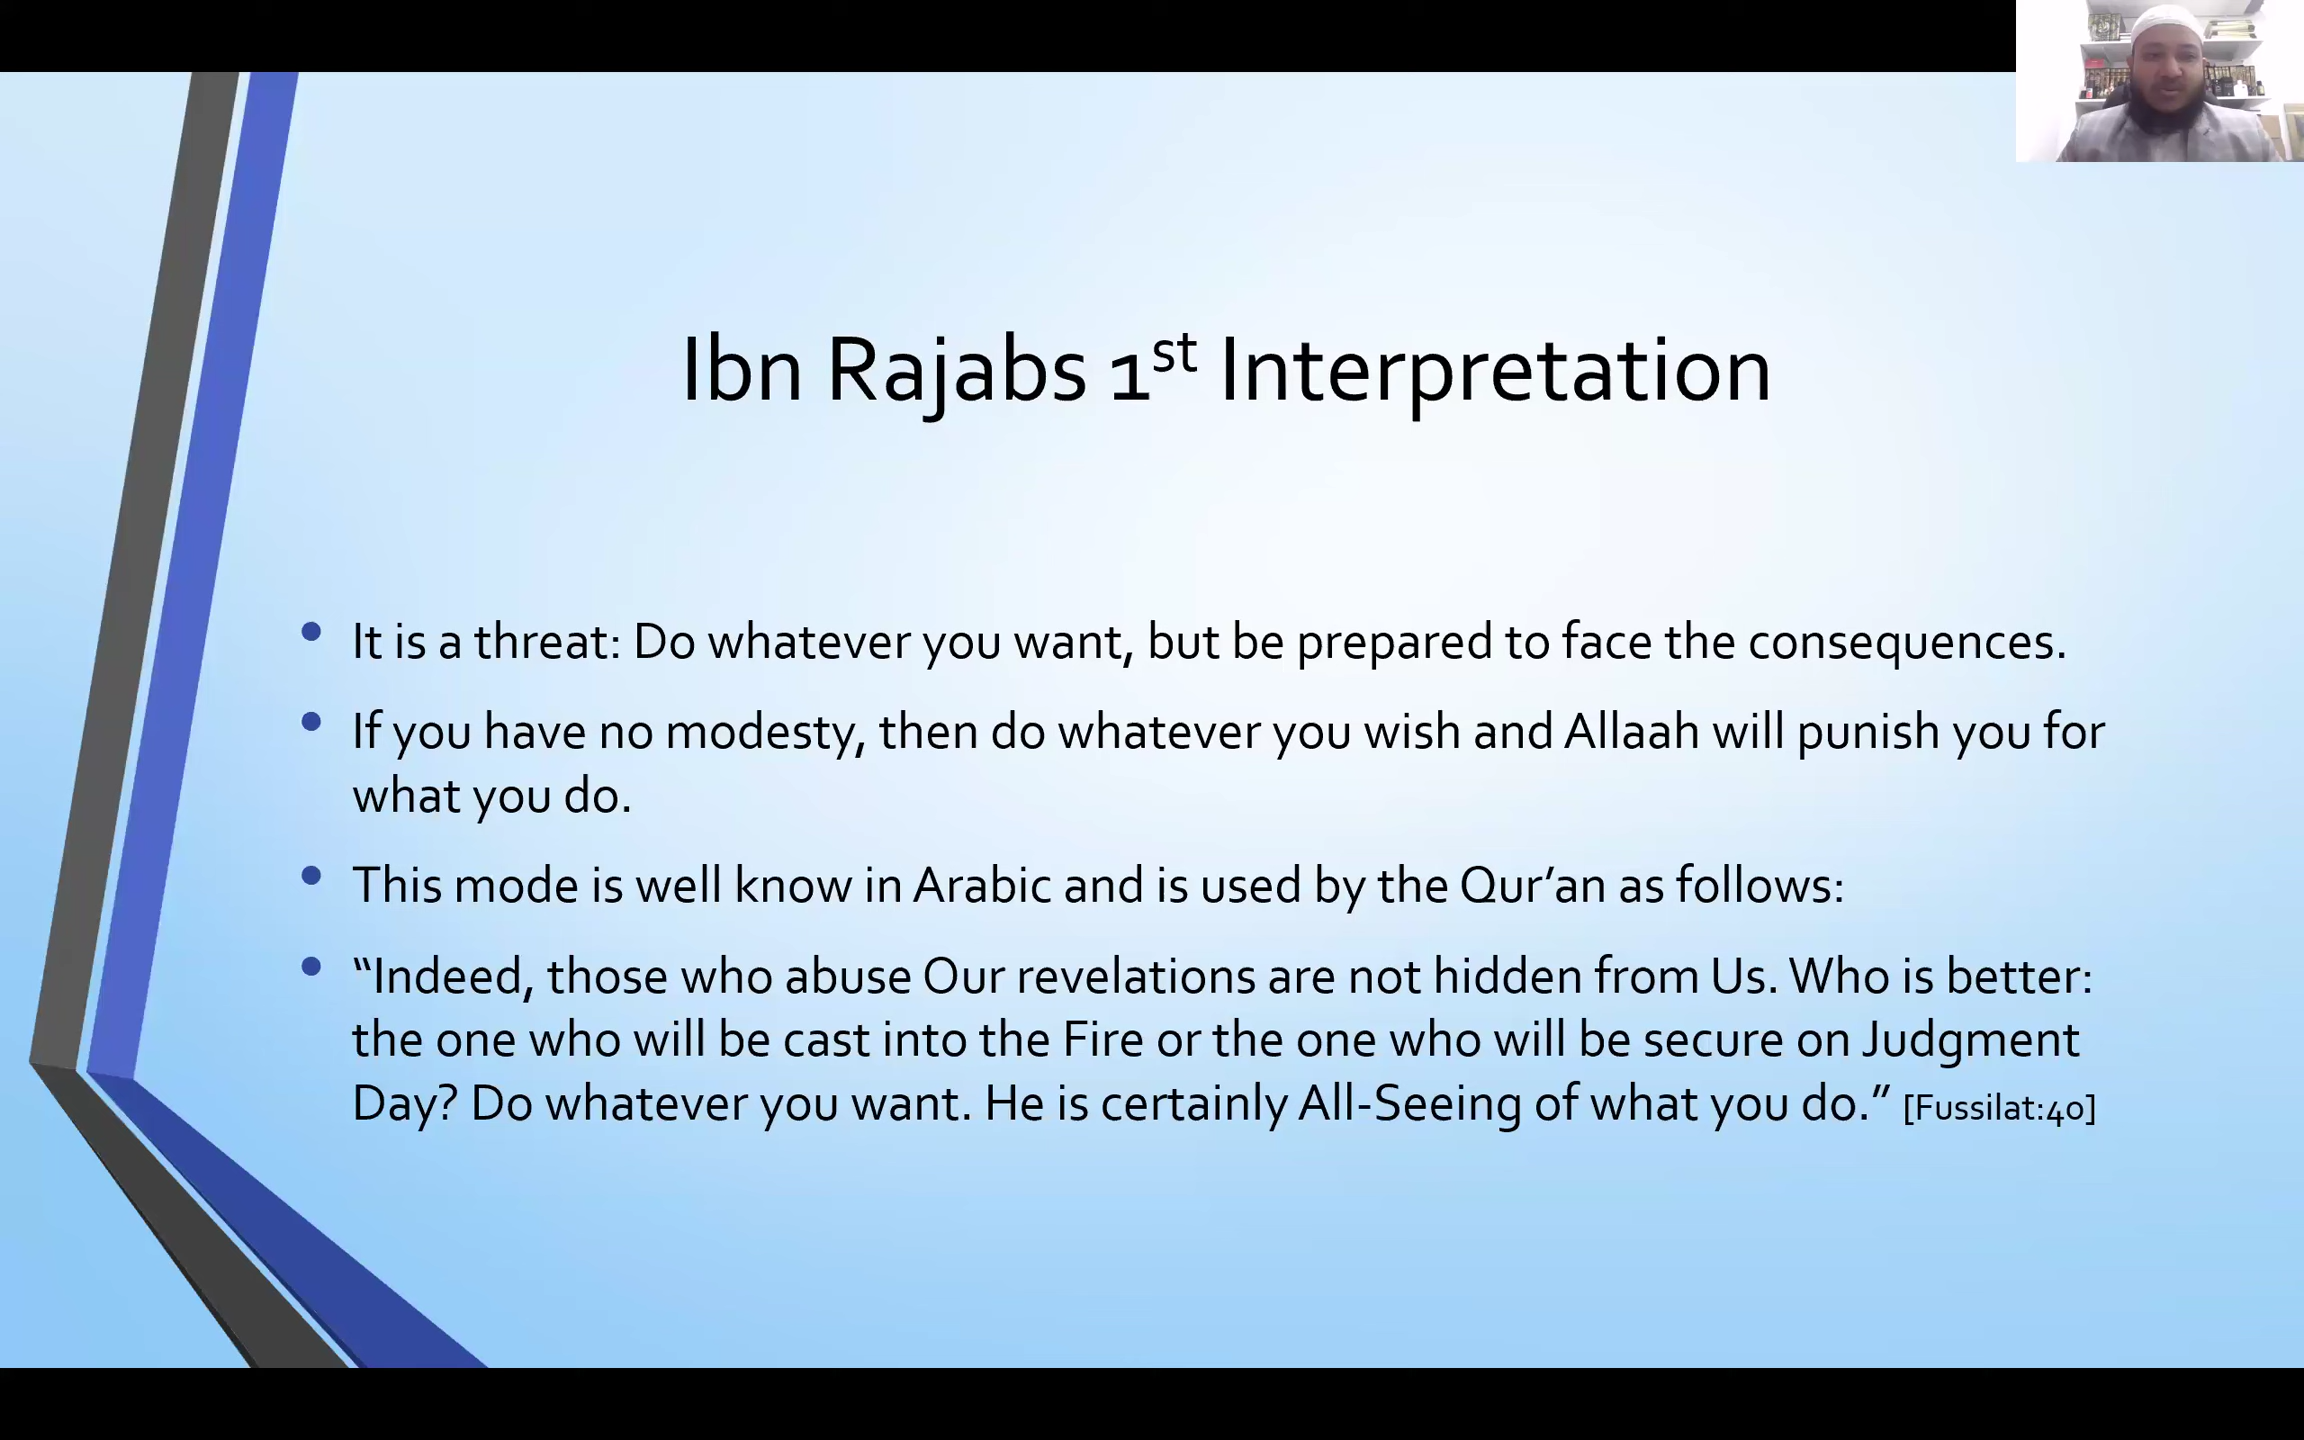 Ibn Rajabs 1st Interpretation
• It is a threat: Do whatever you want, but be prepared to face the consequences.
• If you have no modesty, then do whatever you wish and Allaah will punish you for
what you do.
• This mode is well know in Arabic and is used by the Qur’an as follows:
• “Indeed, those who abuse Our revelations are not hidden from Us. Who is better:
the one who will be cast into the Fire or the one who will be secure on Judgment
Day? Do whatever you want. He is certainly All-Seeing of what you do.” [Fussilat:40]